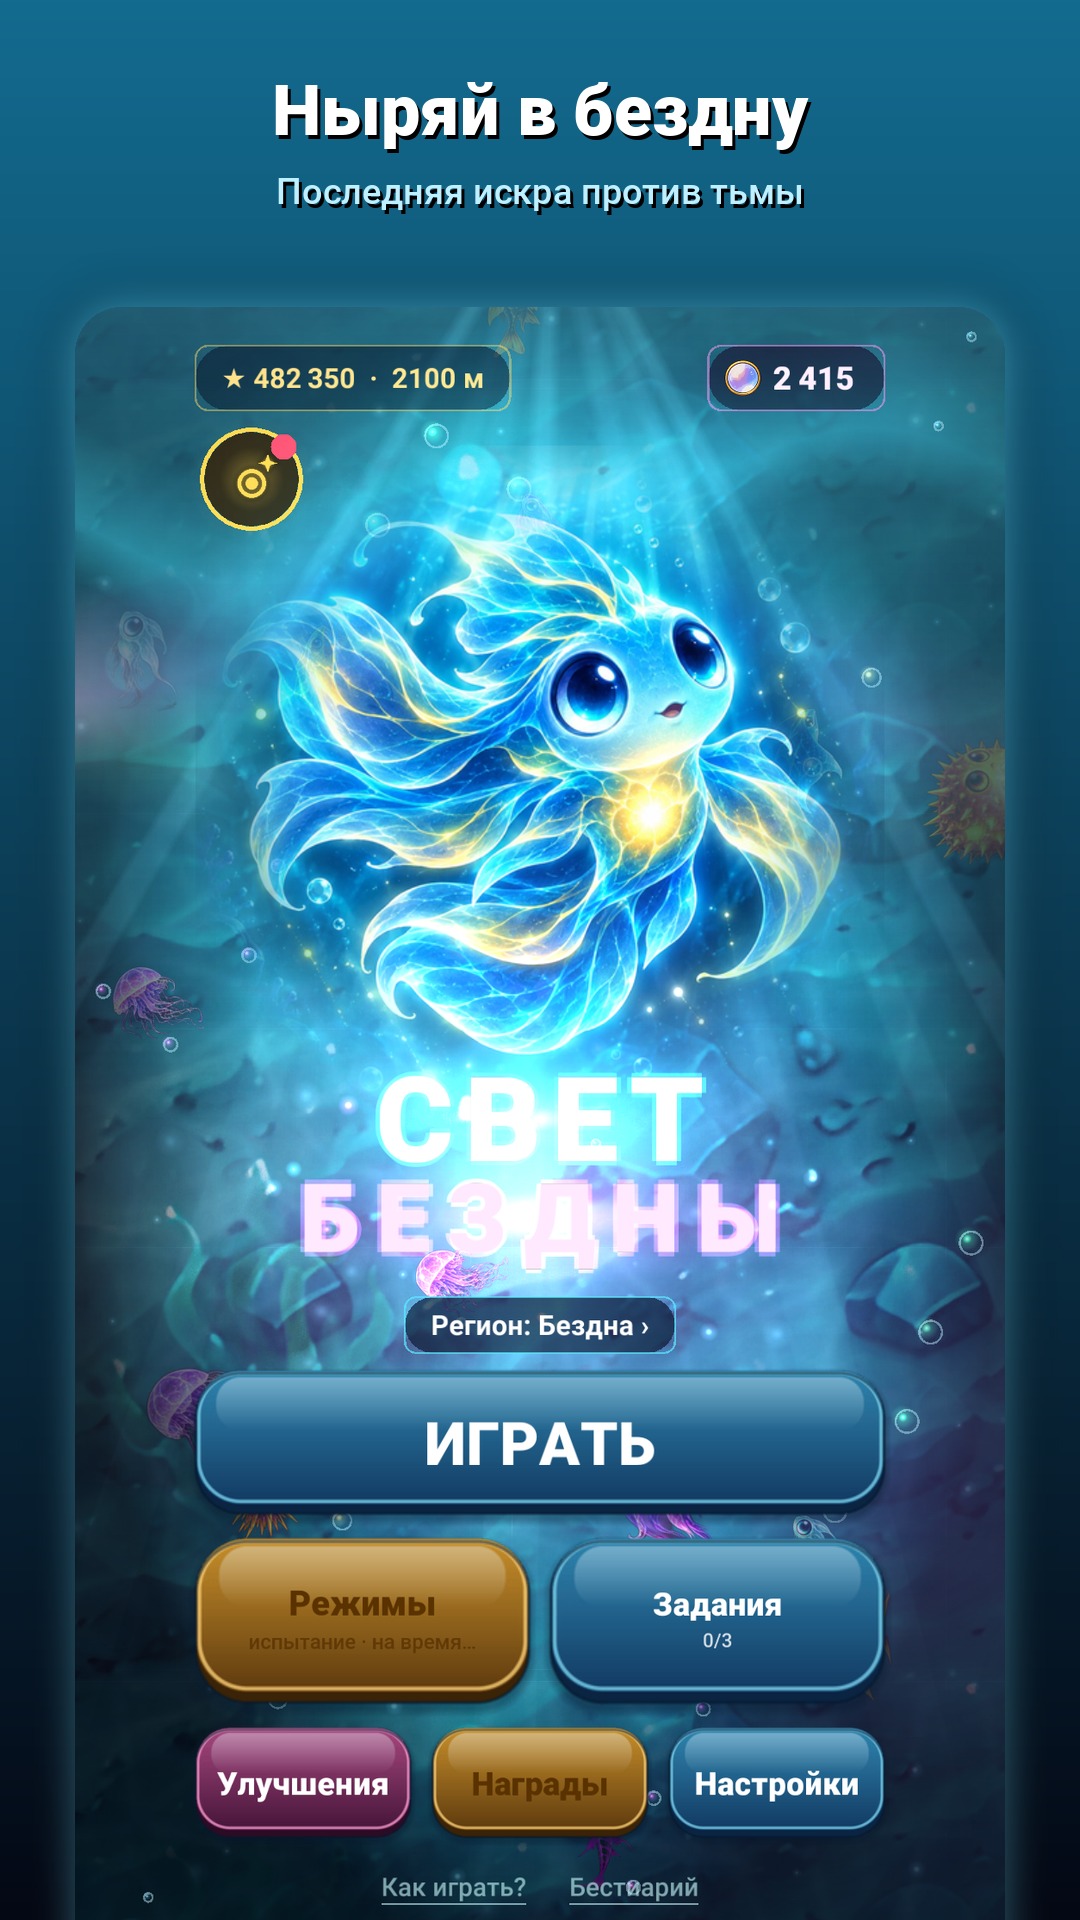 Ныряй в бездну
Последняя искра против тьмы
★ 482 350 · 2100 м
2 415
СВЕТ
БЕЗДНЫ
Регион: Бездна ›
ИГРАТЬ
Режимы
испытание · на время...
Задания
0/3
Улучшения
Награды
Настройки
Как играть?
Бестиарий